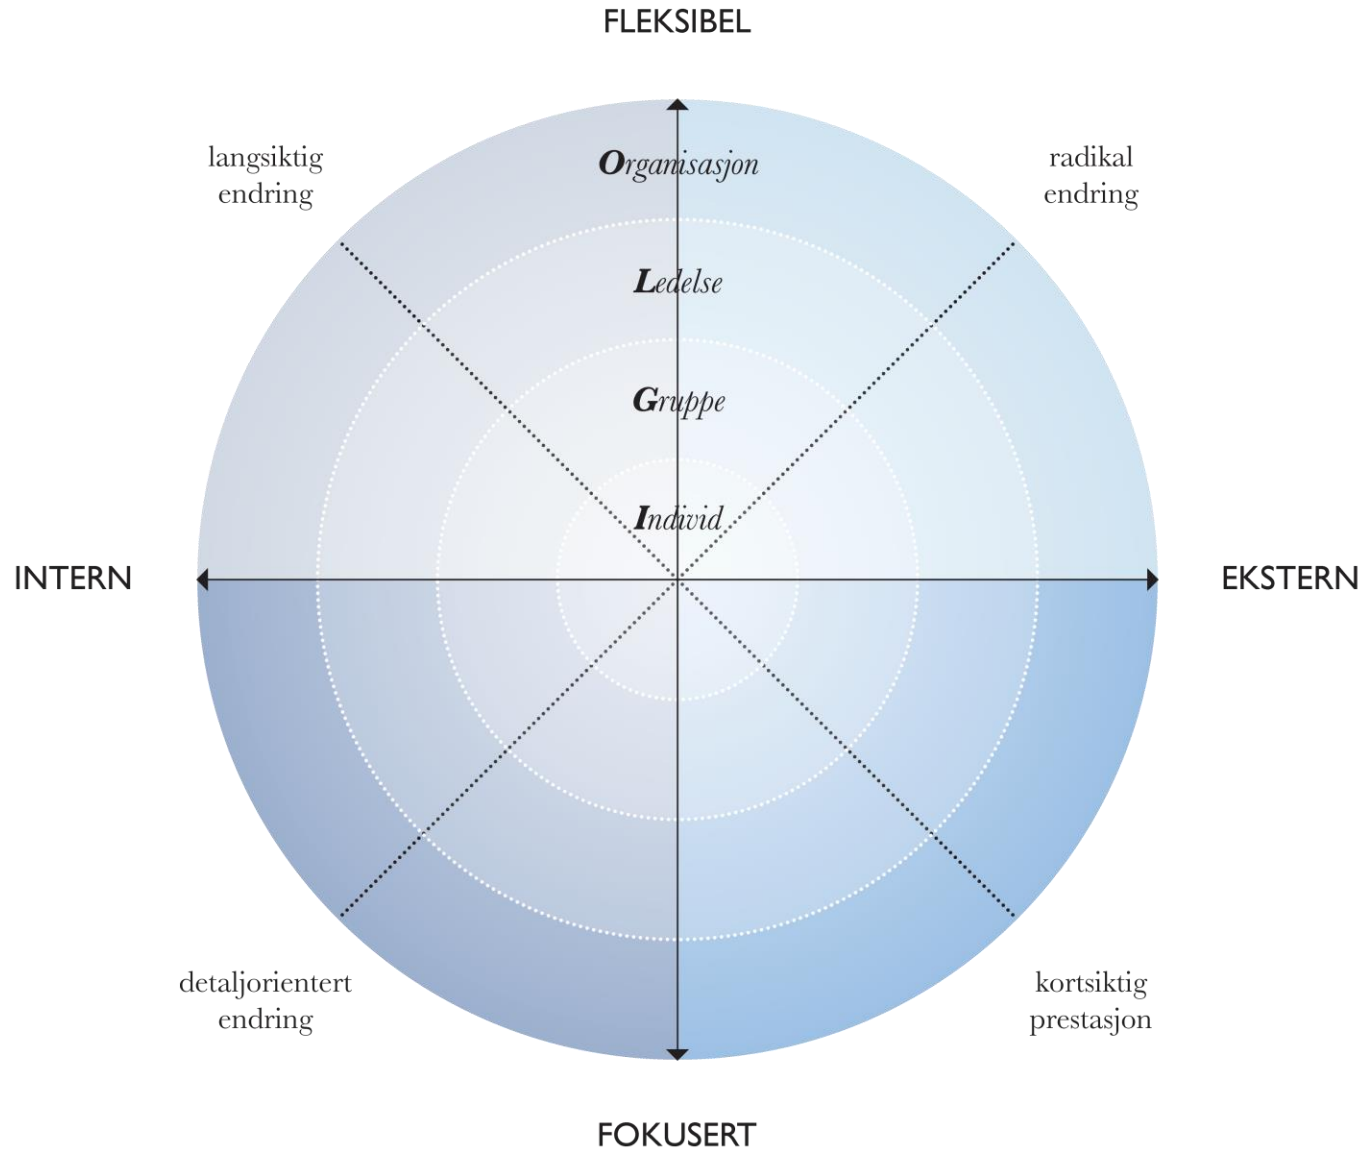 FLEKSIBEL
langsiktig
endring
radikal
endring
Organisasjon
Ledelse
Gruppe
Individ
INTERN
EKSTERN
detaljorientert
endring
kortsiktig
prestasjon
FOKUSERT